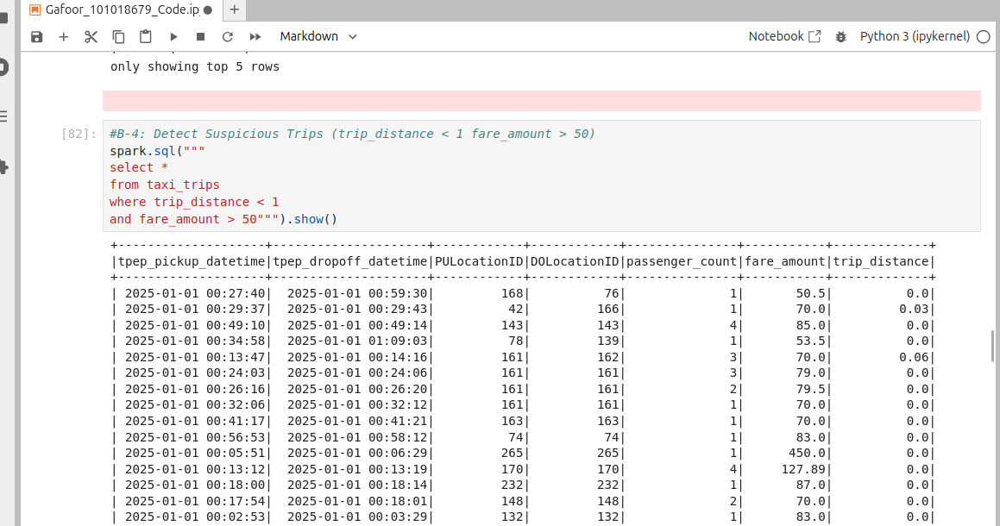 Gafoor_101018679_Code.ip
Markdown
Notebook
Python 3 (ipykernel)
only showing top 5 rows
[82]:
#B-4: Detect Suspicious Trips (trip_distance < 1 fare_amount > 50)
spark.sql("""
select *
from taxi_trips
where trip_distance < 1
and fare_amount > 50""").show()
+--------------------+---------------------+------------+------------+---------------+-----------+-------------+
|tpep_pickup_datetime|tpep_dropoff_datetime|PULocationID|DOLocationID|passenger_count|fare_amount|trip_distance|
+--------------------+---------------------+------------+------------+---------------+-----------+-------------+
| 2025-01-01 00:27:40|  2025-01-01 00:59:30|         168|          76|              1|       50.5|          0.0|
| 2025-01-01 00:29:37|  2025-01-01 00:29:43|          42|         166|              1|       70.0|         0.03|
| 2025-01-01 00:49:10|  2025-01-01 00:49:14|         143|         143|              4|       85.0|          0.0|
| 2025-01-01 00:34:58|  2025-01-01 01:09:03|          78|         139|              1|       53.5|          0.0|
| 2025-01-01 00:13:47|  2025-01-01 00:14:16|         161|         162|              3|       70.0|         0.06|
| 2025-01-01 00:24:03|  2025-01-01 00:24:06|         161|         161|              3|       79.0|          0.0|
| 2025-01-01 00:26:16|  2025-01-01 00:26:20|         161|         161|              2|       79.5|          0.0|
| 2025-01-01 00:32:06|  2025-01-01 00:32:12|         161|         161|              1|       70.0|          0.0|
| 2025-01-01 00:41:17|  2025-01-01 00:41:21|         163|         163|              1|       70.0|          0.0|
| 2025-01-01 00:56:53|  2025-01-01 00:58:12|          74|          74|              1|       83.0|          0.0|
| 2025-01-01 00:05:51|  2025-01-01 00:06:29|         265|         265|              1|      450.0|          0.0|
| 2025-01-01 00:13:12|  2025-01-01 00:13:19|         170|         170|              4|     127.89|          0.0|
| 2025-01-01 00:18:00|  2025-01-01 00:18:14|         232|         232|              1|       87.0|          0.0|
| 2025-01-01 00:17:54|  2025-01-01 00:18:01|         148|         148|              2|       70.0|          0.0|
| 2025-01-01 00:02:53|  2025-01-01 00:03:29|         132|         132|              1|       83.0|          0.0|